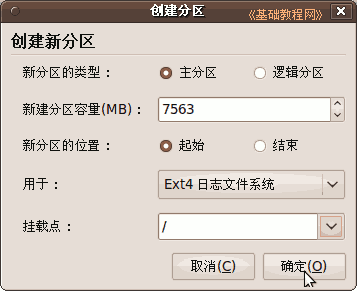 创建分区
《基础教程网》
创建新分区
新分区的类型： 主分区 逻辑分区
新建分区容量(MB)： 7563
新分区的位置： 起始 结束
用于： Ext4 日志文件系统
挂载点： /
取消(C) 确定(O)